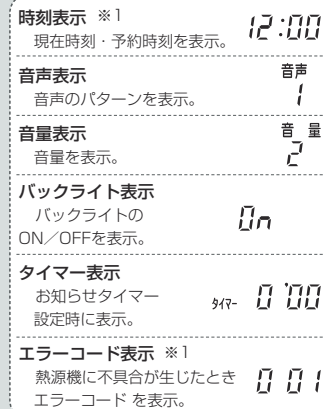 時刻表示 ※1
現在時刻・予約時刻を表示。
12:00
音声表示
音声のパターンを表示。
音声
1
音量表示
音量を表示。
音 量
2
バックライト表示
バックライトの
ON／OFFを表示。
On
タイマー表示
お知らせタイマー
設定時に表示。
タイマー 0 '00
エラーコード表示 ※1
熱源機に不具合が生じたとき
エラーコード を表示。
0 0 1